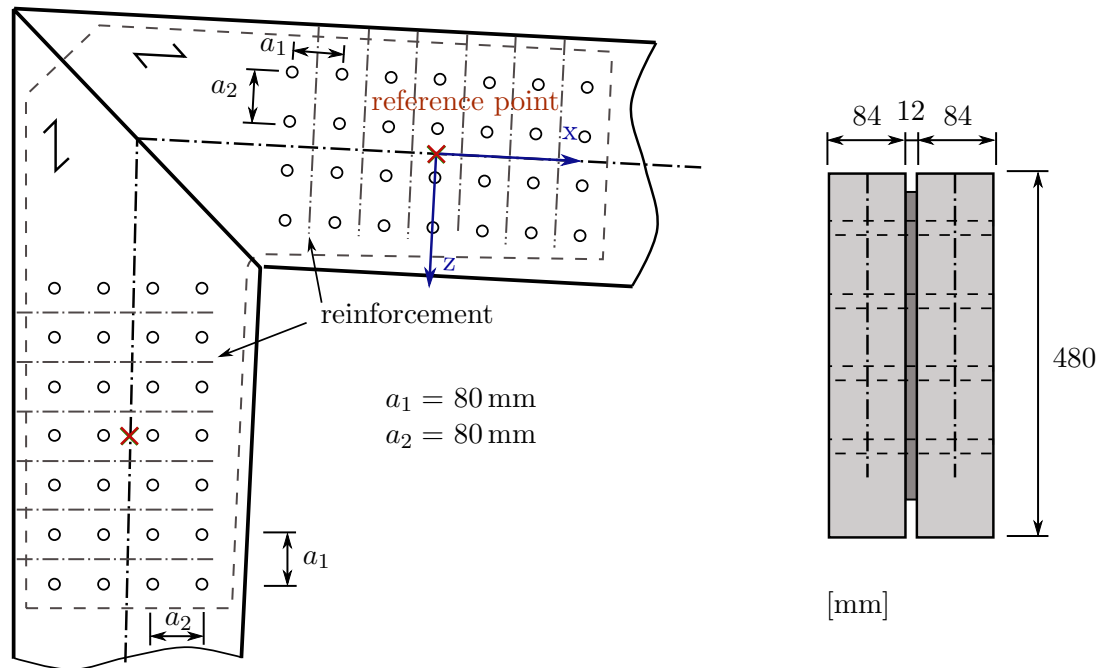 a₁
a₂
reference point
x
z
reinforcement
a₁ = 80 mm
a₂ = 80 mm
a₁
a₂
84 12 84
480
[mm]